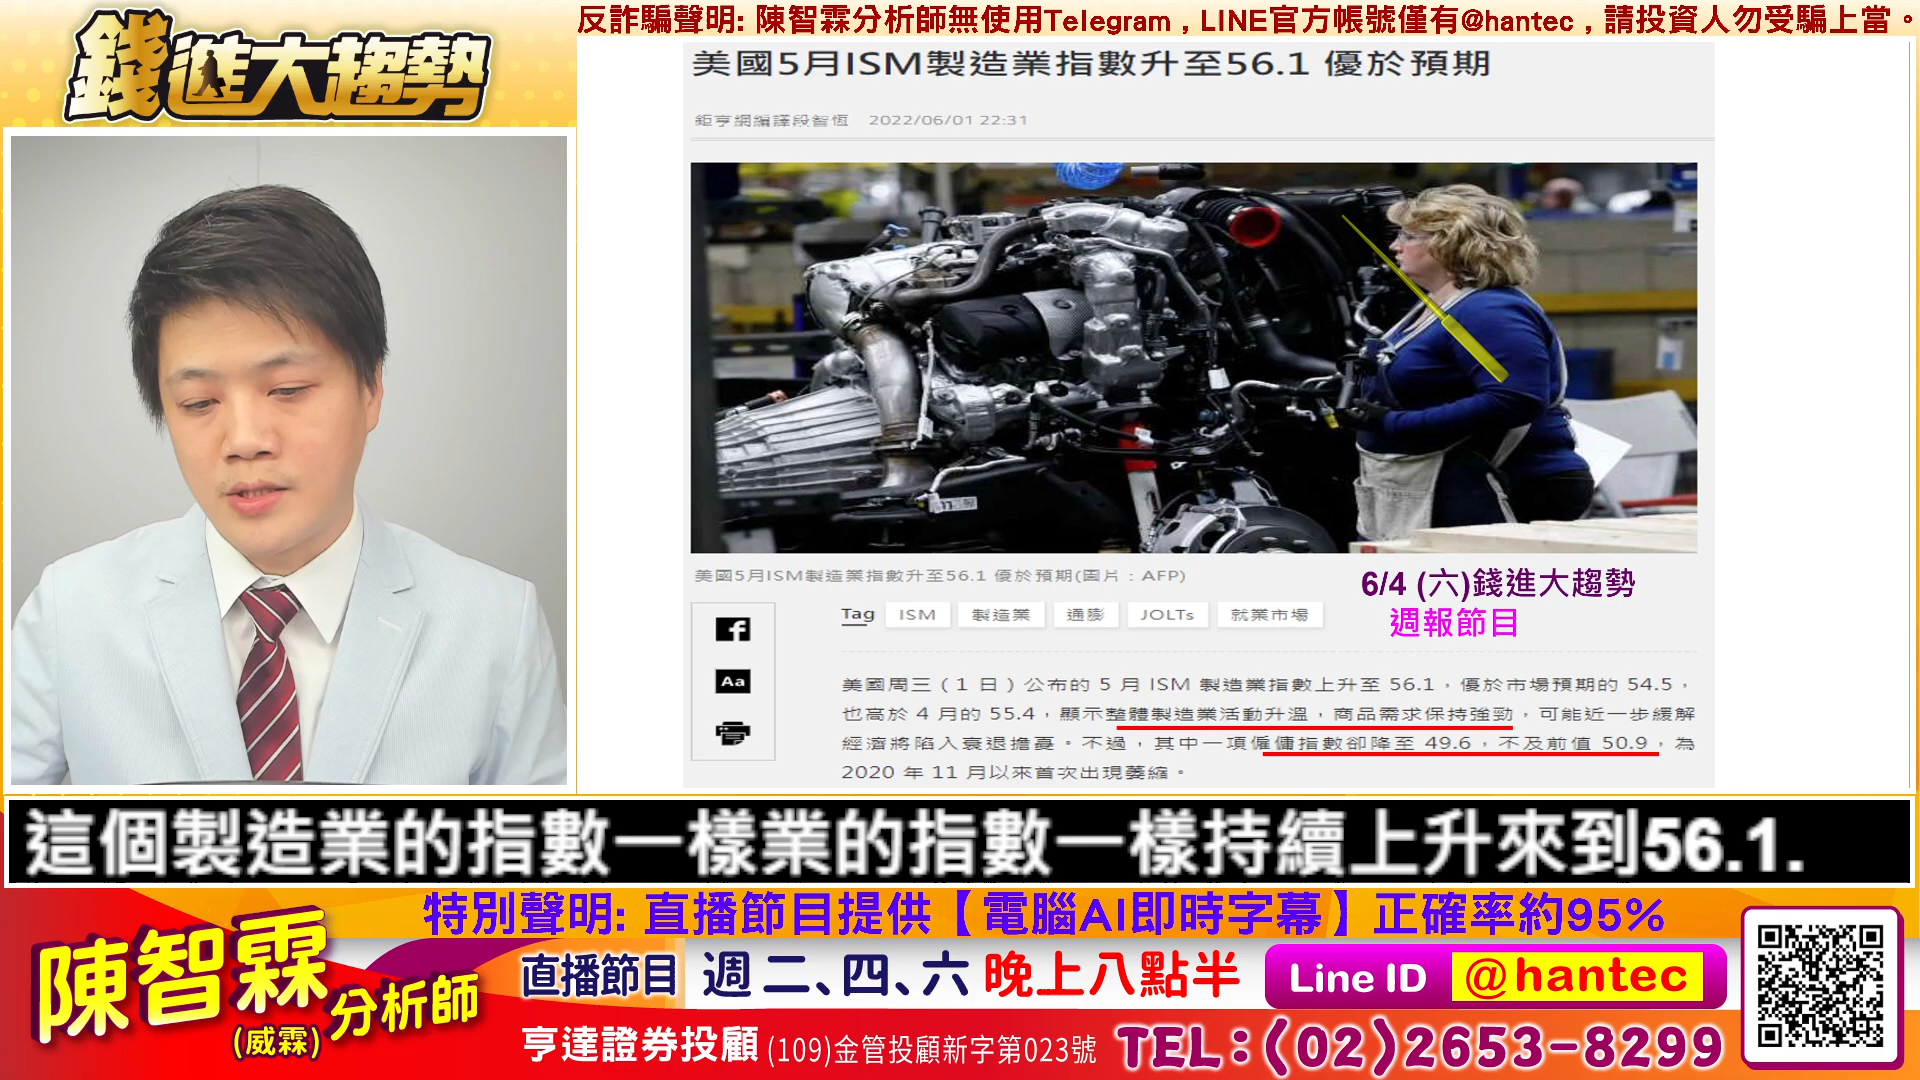 錢進大趨勢
反詐騙聲明: 陳智霖分析師無使用Telegram , LINE官方帳號僅有@hantec , 請投資人勿受騙上當。
美國5月ISM製造業指數升至56.1 優於預期
鉅亨網編譯段智恆 2022/06/01 22:31
美國5月ISM製造業指數升至56.1 優於預期(圖片：AFP)
6/4 (六)錢進大趨勢
週報節目
Tag ISM 製造業 通膨 JOLTs 就業市場
Aa
美國周三 ( 1 日 ) 公布的 5 月 ISM 製造業指數上升至 56.1，優於市場預期的 54.5，
也高於 4 月的 55.4，顯示整體製造業活動升溫，商品需求保持強勁，可能近一步緩解
經濟將陷入衰退擔憂。不過，其中一項僱傭指數卻降至 49.6，不及前值 50.9，為
2020 年 11 月以來首次出現萎縮。
這個製造業的指數一樣業的指數一樣持續上升來到56.1.
特別聲明: 直播節目提供【電腦AI即時字幕】正確率約95%
陳智霖分析師
(威霖)
直播節目 週二、四、六 晚上八點半
Line ID @hantec
亨達證券投顧 (109)金管投顧新字第023號 TEL:(02)2653-8299